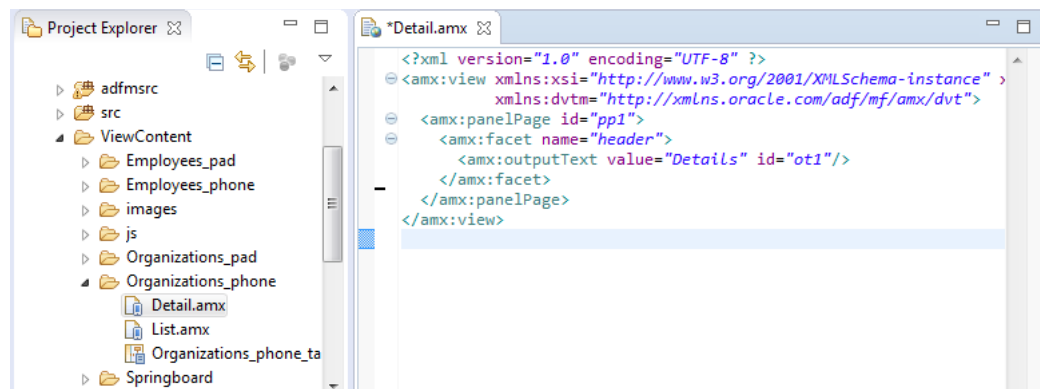 Project Explorer
adfmsrc
src
ViewContent
Employees_pad
Employees_phone
images
js
Organizations_pad
Organizations_phone
Detail.amx
List.amx
Organizations_phone_ta
Springboard
*Detail.amx
<?xml version="1.0" encoding="UTF-8" ?>
<amx:view xmlns:xsi="http://www.w3.org/2001/XMLSchema-instance" x
xmlns:dvtm="http://xmlns.oracle.com/adf/mf/amx/dvt">
<amx:panelPage id="pp1">
<amx:facet name="header">
<amx:outputText value="Details" id="ot1"/>
</amx:facet>
</amx:panelPage>
</amx:view>